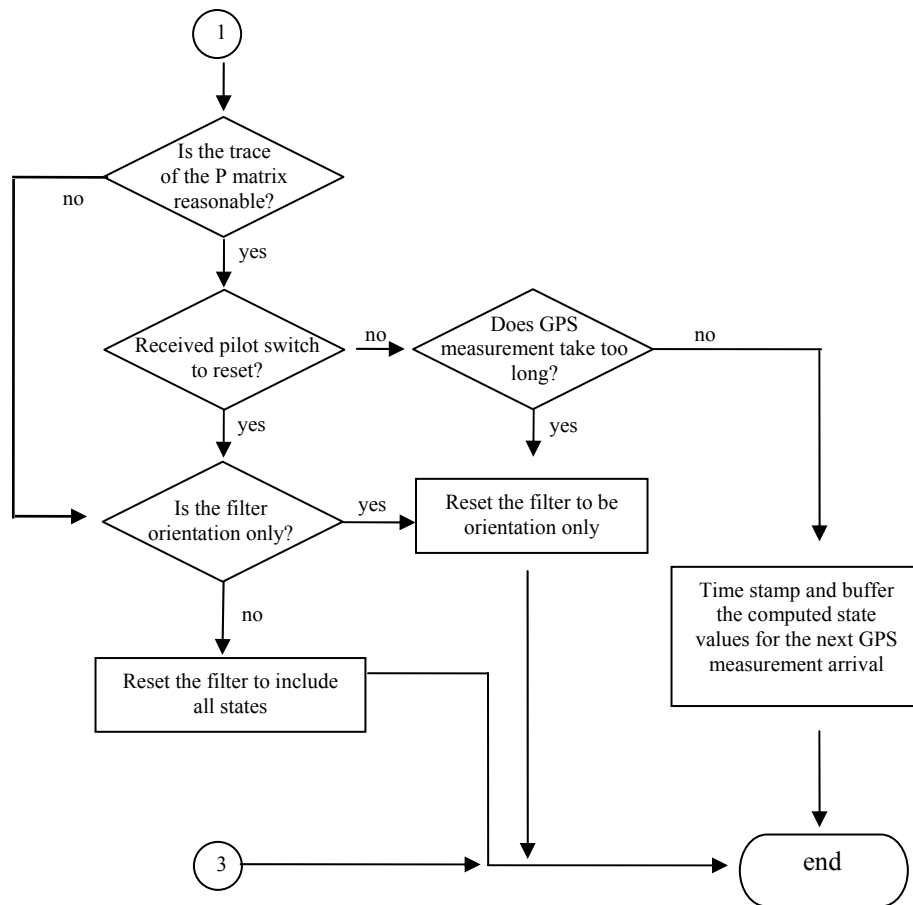 1
Is the trace
of the P matrix
reasonable?
no
yes
Received pilot switch
to reset?
no
Does GPS
measurement take too
long?
no
yes
yes
Is the filter
orientation only?
yes
Reset the filter to be
orientation only
no
Time stamp and buffer
the computed state
values for the next GPS
measurement arrival
Reset the filter to include
all states
3
end